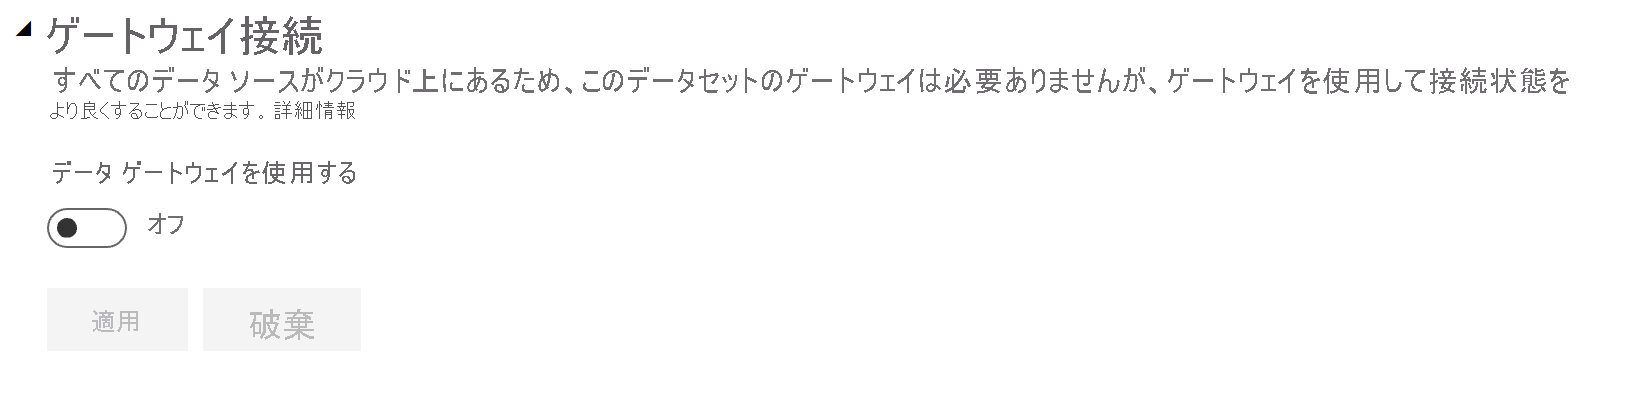 ゲートウェイ接続
すべてのデータ ソースがクラウド上にあるため、このデータセットのゲートウェイは必要ありませんが、ゲートウェイを使用して接続状態を
より良くすることができます。詳細情報
データ ゲートウェイを使用する
オフ
適用 破棄